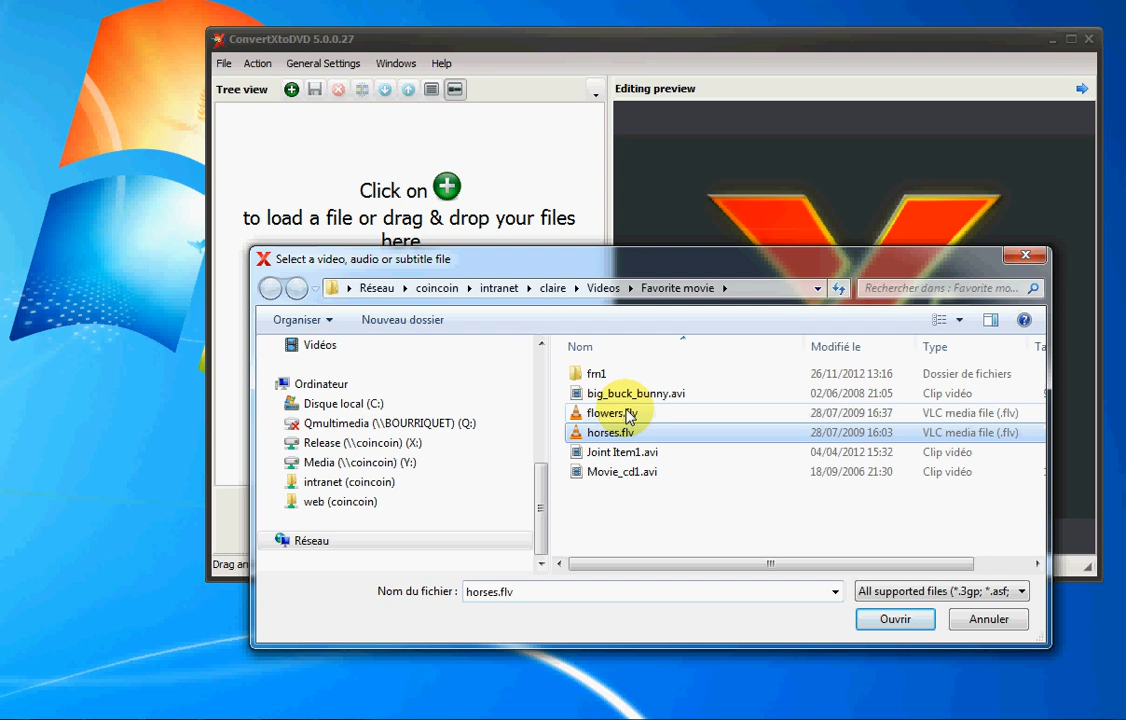 ConvertXtoDVD 5.0.0.27
File Action General Settings Windows Help
Tree view
Editing preview
Click on
to load a file or drag & drop your files
here
Select a video, audio or subtitle file
Réseau coincoin intranet claire Videos Favorite movie
Rechercher dans : Favorite mo...
Organiser Nouveau dossier
Nom Modifié le Type
Vidéos
Ordinateur
Disque local (C:)
Qmultimedia (\\BOURRIQUET) (Q:)
Release (\\coincoin) (X:)
Media (\\coincoin) (Y:)
intranet (coincoin)
web (coincoin)
Réseau
frn1 26/11/2012 13:16 Dossier de fichiers
big_buck_bunny.avi 02/06/2008 21:05 Clip vidéo
flowers.flv 28/07/2009 16:37 VLC media file (.flv)
horses.flv 28/07/2009 16:03 VLC media file (.flv)
Joint Item1.avi 04/04/2012 15:32 Clip vidéo
Movie_cd1.avi 18/09/2006 21:30 Clip vidéo
Drag
Nom du fichier : horses.flv
All supported files (*.3gp; *.asf;
Ouvrir Annuler